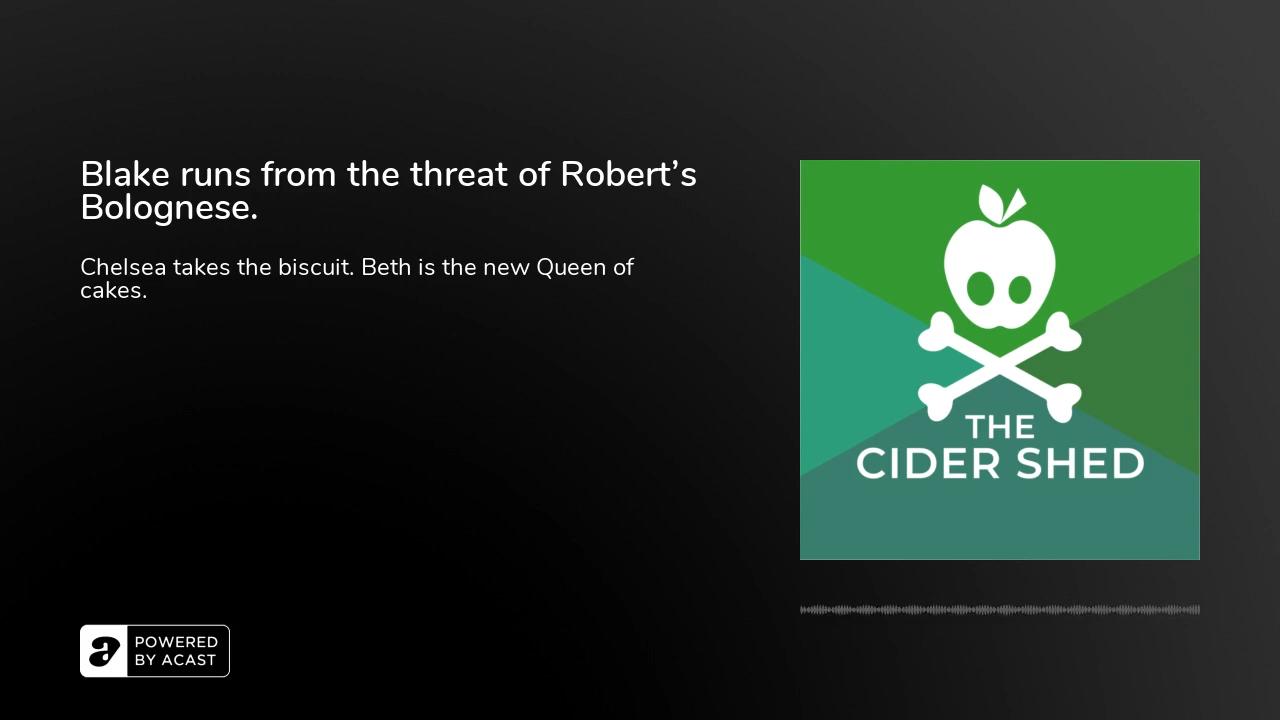 Blake runs from the threat of Robert’s
Bolognese.
Chelsea takes the biscuit. Beth is the new Queen of
cakes.
THE
CIDER SHED
POWERED
BY ACAST